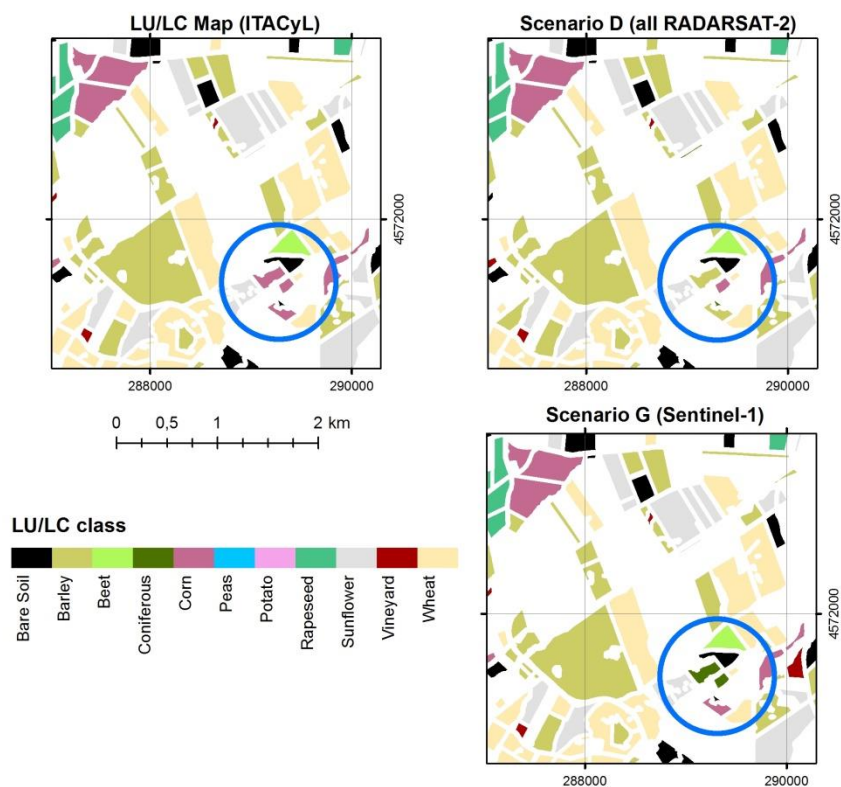 LU/LC Map (ITACyL)
Scenario D (all RADARSAT-2)
4572000
4572000
288000
290000
288000
290000
0 0,5 1 2 km
Scenario G (Sentinel-1)
LU/LC class
Bare Soil
Barley
Beet
Coniferous
Corn
Peas
Potato
Rapeseed
Sunflower
Vineyard
Wheat
4572000
288000
290000